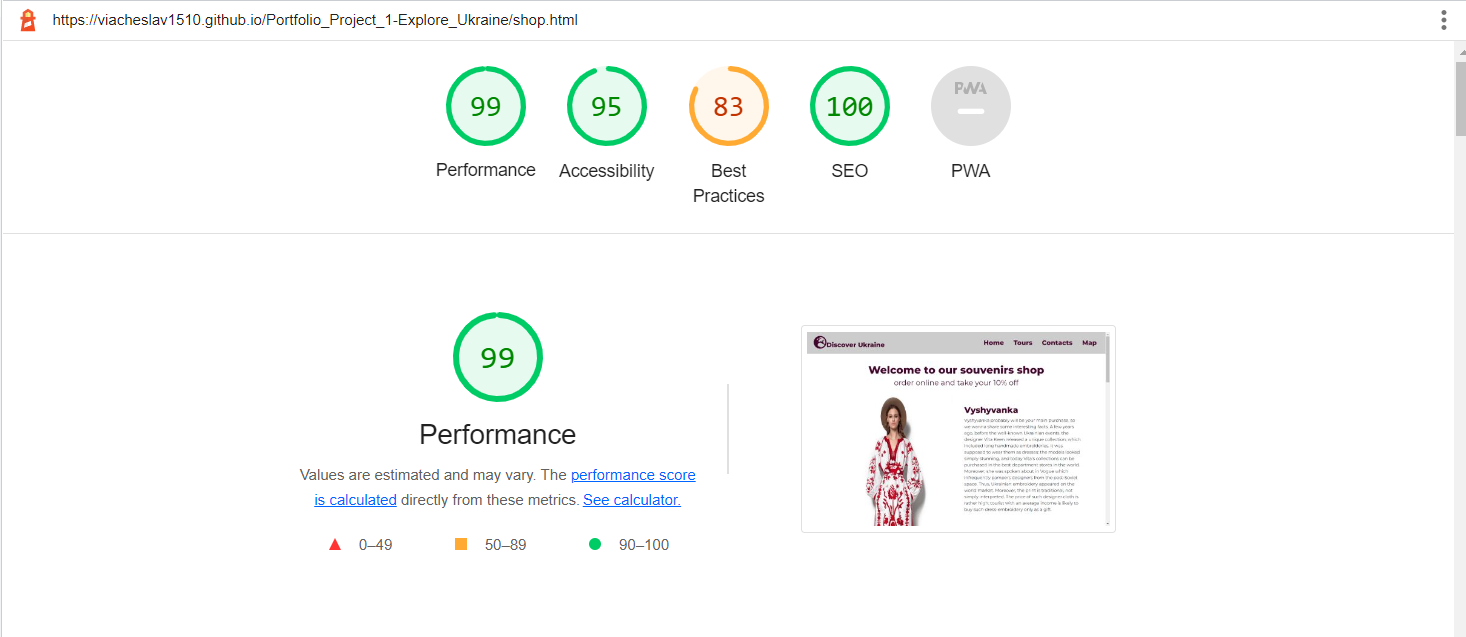 https://viacheslav1510.github.io/Portfolio_Project_1-Explore_Ukraine/shop.html
99
95
83
100
PWA
Performance
Accessibility
Best
Practices
SEO
PWA
99
Performance
Values are estimated and may vary. The performance score
is calculated directly from these metrics. See calculator.
0–49
50–89
90–100
Discover Ukraine
Home Tours Contacts Map
Welcome to our souvenirs shop
order online and take your 10% off
Vyshyvanka